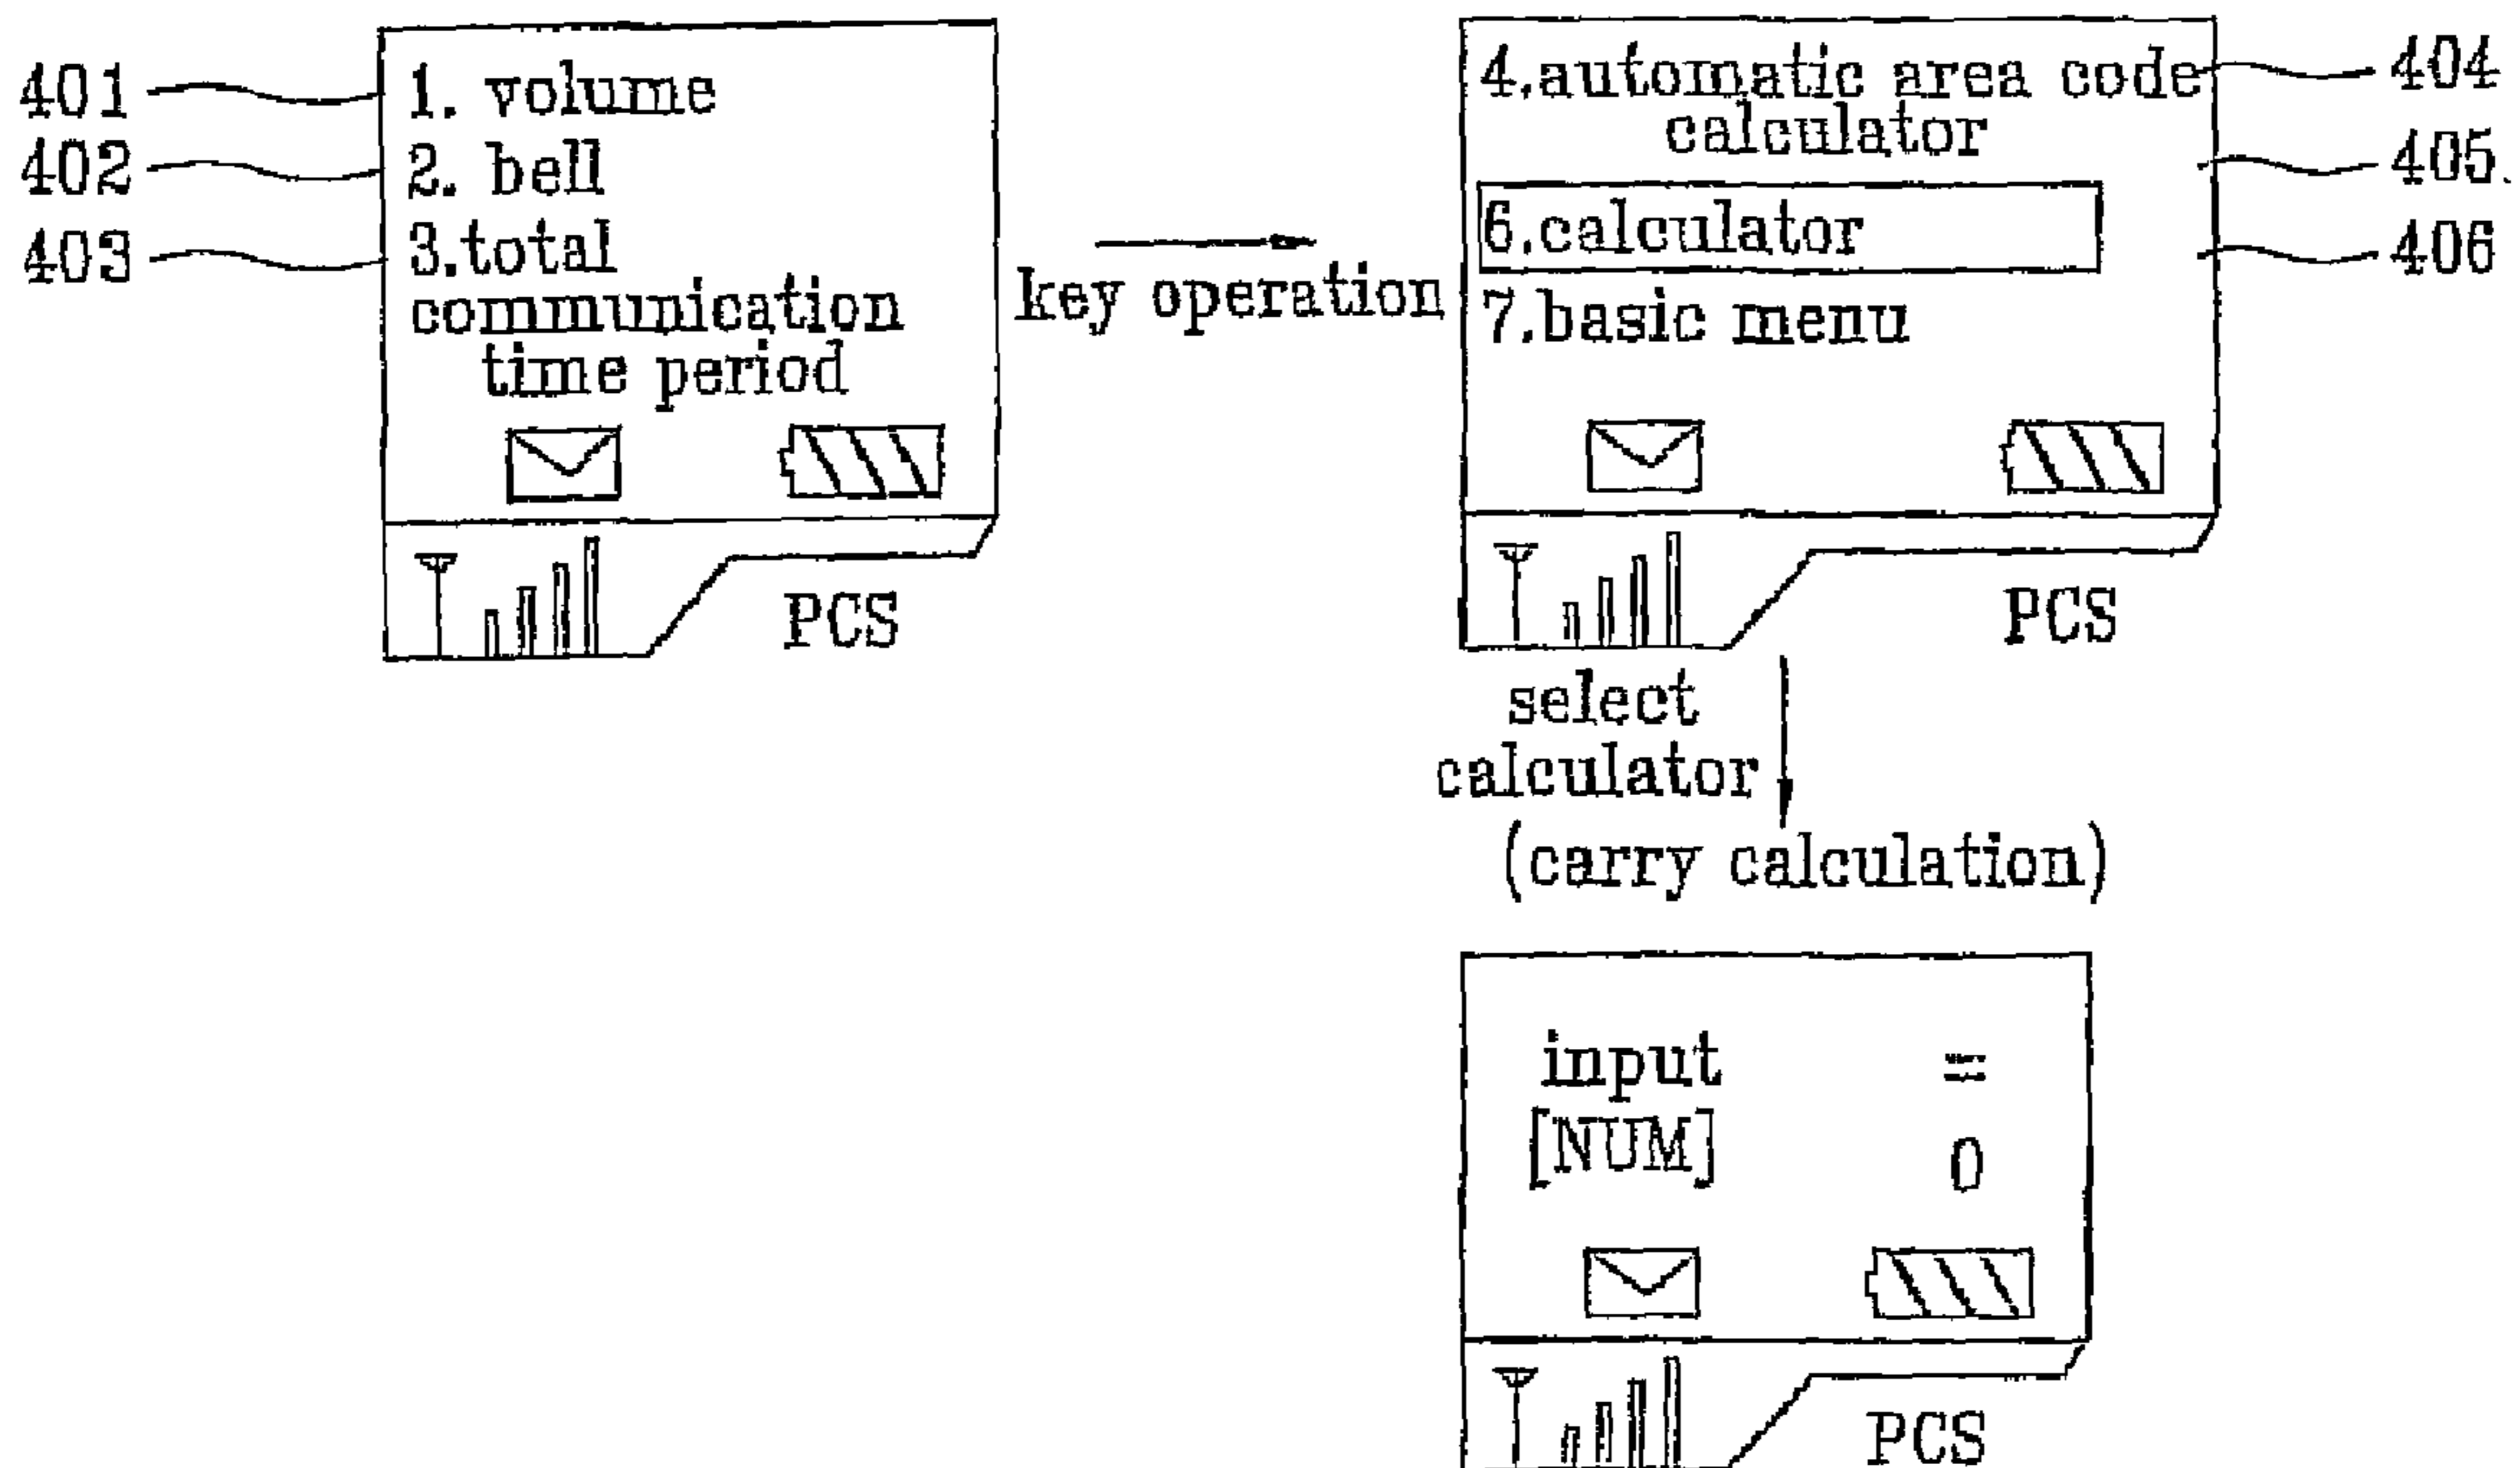 401
1. volume
402
2. bell
403
3.total
communication
time period
PCS
key operation
4.automatic area code
calculator
404
405.
6.calculator
406
7.basic menu
PCS
select
calculator
(carry calculation)
input =
[NUM] 0
PCS